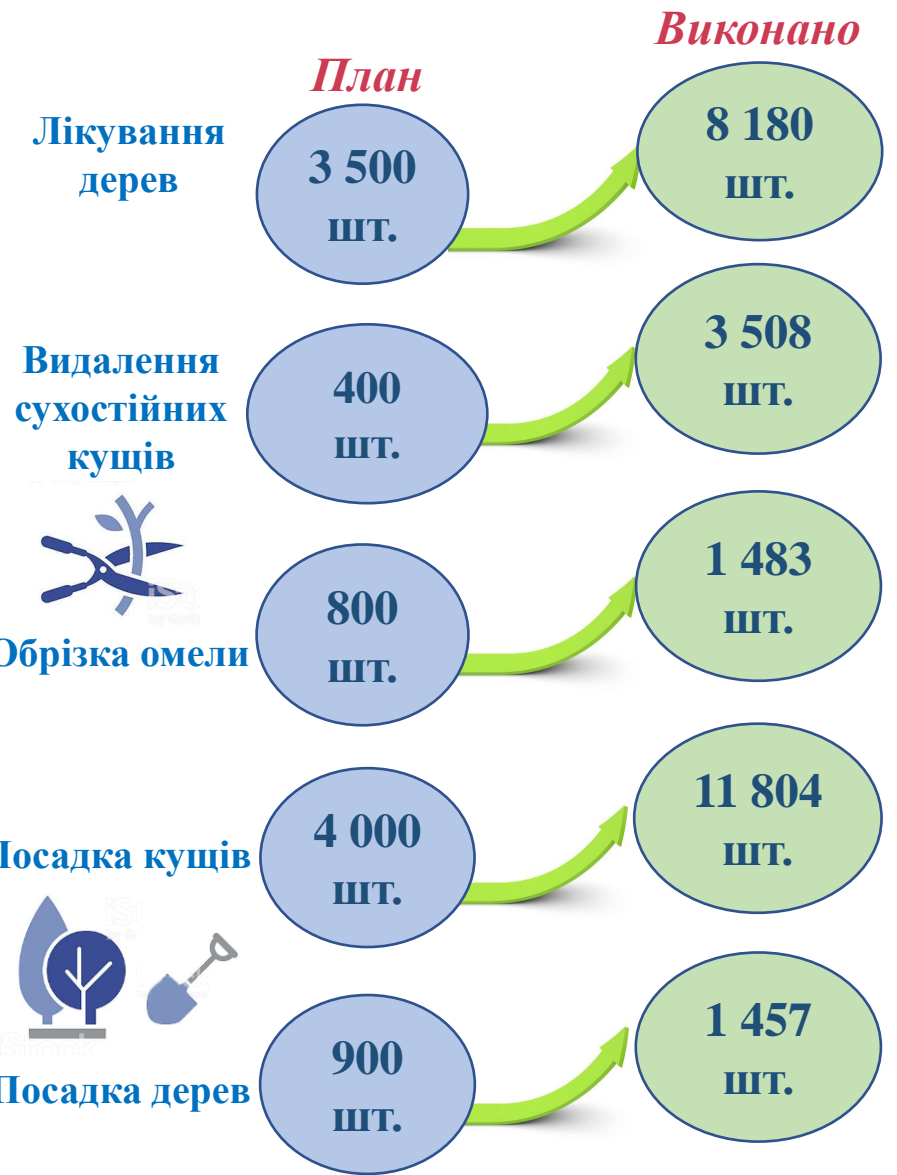 План
Виконано
Лікування
дерев
3 500
шт.
8 180
шт.
Видалення
сухостійних
кущів
400
шт.
3 508
шт.
Обрізка омели
800
шт.
1 483
шт.
Посадка кущів
4 000
шт.
11 804
шт.
Посадка дерев
900
шт.
1 457
шт.